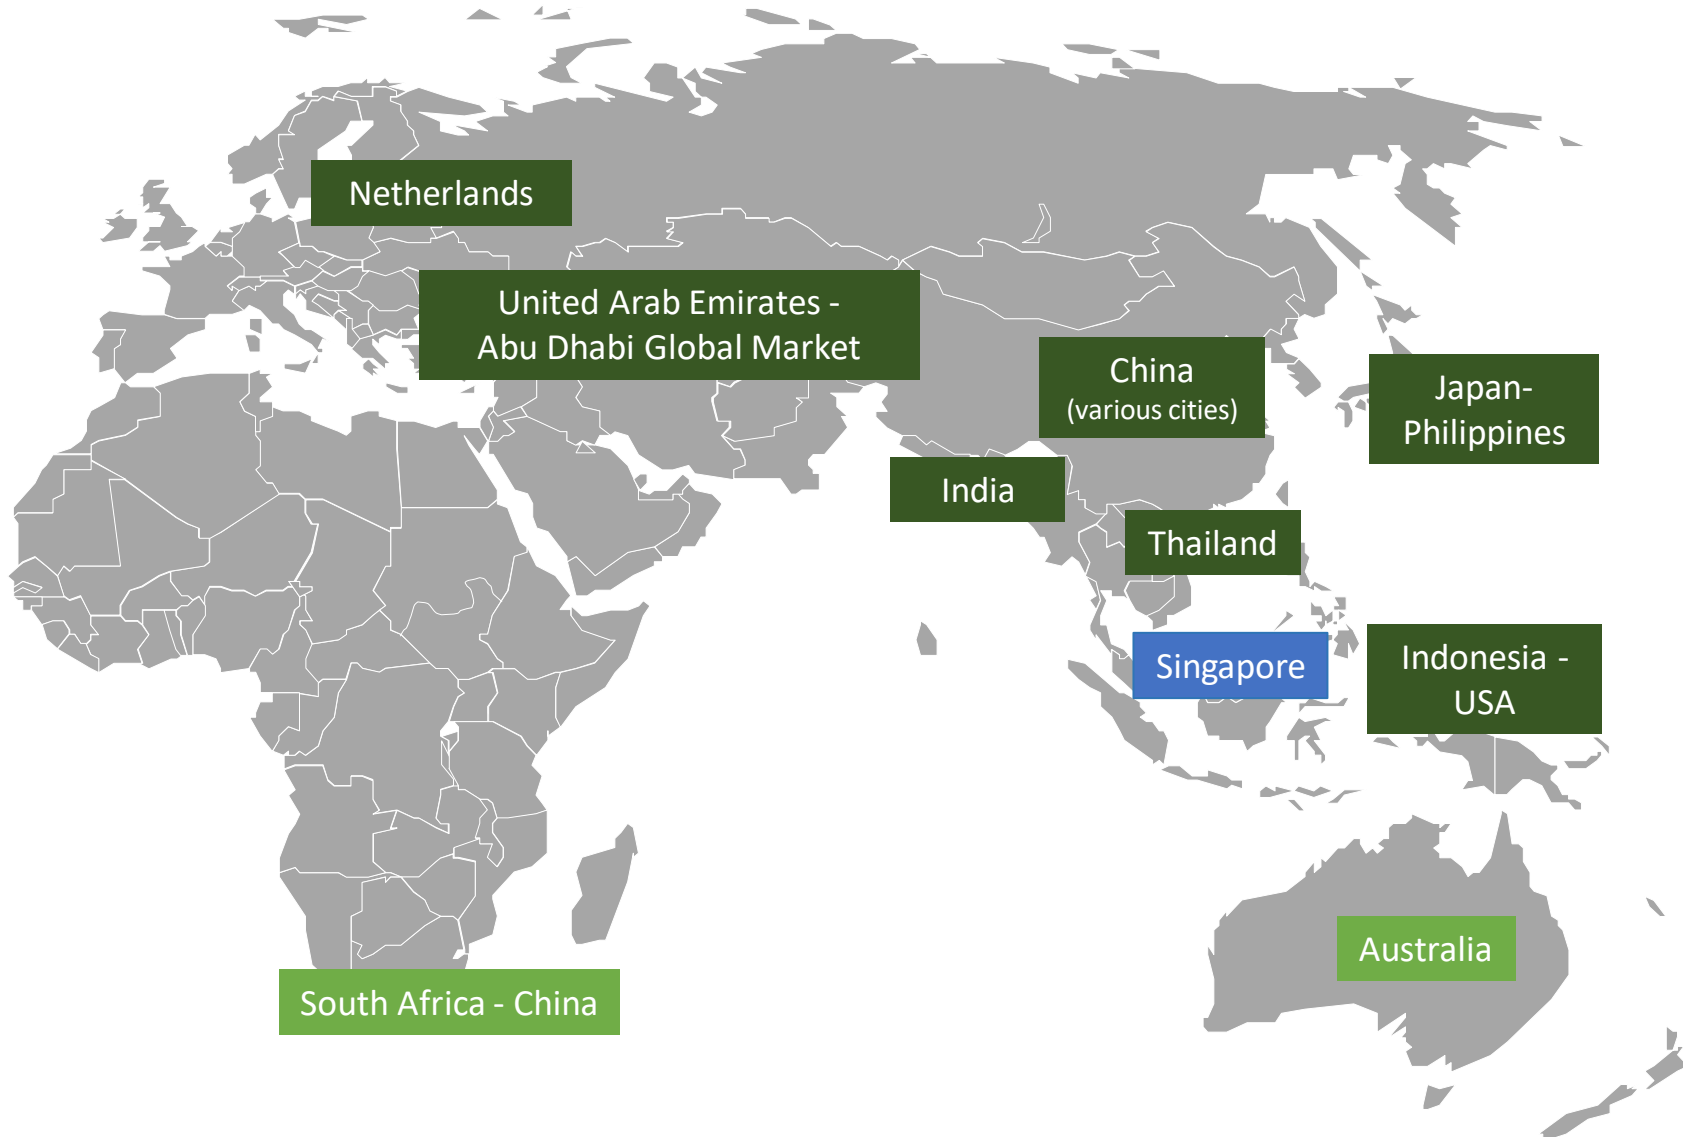 Netherlands
United Arab Emirates -
Abu Dhabi Global Market
China
(various cities)
Japan-
Philippines
India
Thailand
Singapore
Indonesia -
USA
Australia
South Africa - China